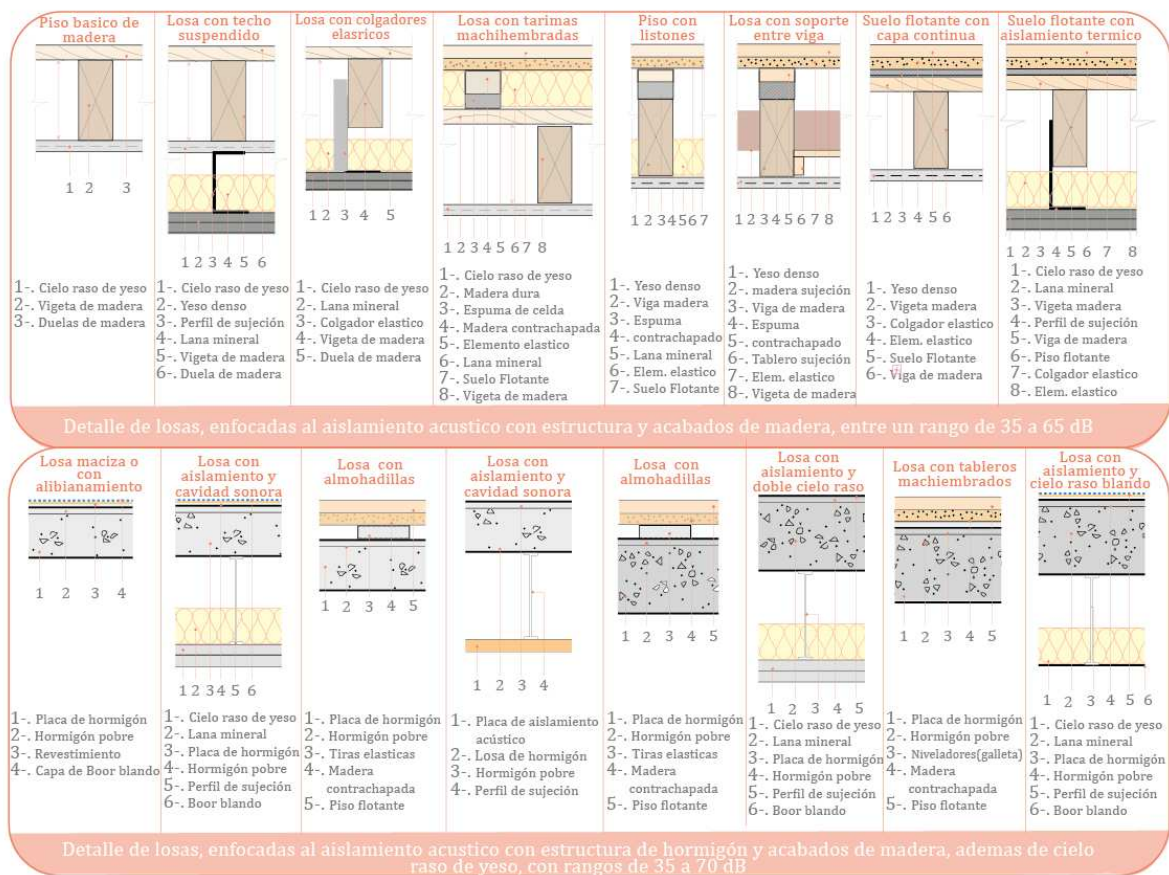 Piso basico de
madera
1 2 3
1-. Cielo raso de yeso
2-. Vigeta de madera
3-. Duelas de madera
Losa con techo
suspendido
1 2 3 4 5 6
1-. Cielo raso de yeso
2-. Yeso denso
3-. Perfil de sujeción
4-. Lana mineral
5-. Vigeta de madera
6-. Duela de madera
Losa con colgadores
elasricos
1 2 3 4 5
1-. Cielo raso de yeso
2-. Lana mineral
3-. Colgador elastico
4-. Vigeta de madera
5-. Duela de madera
Losa con tarimas
machihembradas
1 2 3 4 5 6 7 8
1-. Cielo raso de yeso
2-. Madera dura
3-. Espuma de celda
4-. Madera contrachapada
5-. Elemento elastico
6-. Lana mineral
7-. Suelo Flotante
8-. Vigeta de madera
Piso con
listones
1 2 3 4 5 6 7
1-. Yeso denso
2-. Viga madera
3-. Espuma
4-. contrachapado
5-. Lana mineral
6-. Elem. elastico
7-. Suelo Flotante
Losa con soporte
entre viga
1 2 3 4 5 6 7 8
1-. Yeso denso
2-. madera sujeción
3-. Viga de madera
4-. Espuma
5-. contrachapado
6-. Tablero sujeción
7-. Elem. elastico
8-. Vigeta de madera
Suelo flotante con
capa continua
1 2 3 4 5 6
1-. Yeso denso
2-. Vigeta madera
3-. Colgador elastico
4-. Elem. elastico
5-. Suelo Flotante
6-. Viga de madera
Suelo flotante con
aislamiento termico
1 2 3 4 5 6 7 8
1-. Cielo raso de yeso
2-. Lana mineral
3-. Vigeta madera
4-. Perfil de sujeción
5-. Viga de madera
6-. Piso flotante
7-. Colgador elastico
8-. Elem. elastico
Detalle de losas, enfocadas al aislamiento acustico con estructura y acabados de madera, entre un rango de 35 a 65 dB
Losa maciza o
con
alibianamiento
1 2 3 4
1-. Placa de hormigón
2-. Hormigón pobre
3-. Revestimiento
4-. Capa de Boor blando
Losa con
aislamiento y
cavidad sonora
1 2 3 4 5 6
1-. Cielo raso de yeso
2-. Lana mineral
3-. Placa de hormigón
4-. Hormigón pobre
5-. Perfil de sujeción
6-. Boor blando
Losa con
almohadillas
1 2 3 4 5
1-. Placa de hormigón
2-. Hormigón pobre
3-. Tiras elasticas
4-. Madera
contrachapada
5-. Piso flotante
Losa con
aislamiento y
cavidad sonora
1 2 3 4
1-. Placa de aislamiento
acústico
2-. Losa de hormigón
3-. Hormigón pobre
4-. Perfil de sujeción
Losa con
almohadillas
1 2 3 4 5
1-. Placa de hormigón
2-. Hormigón pobre
3-. Tiras elasticas
4-. Madera
contrachapada
5-. Piso flotante
Losa con
aislamiento y
doble cielo raso
1 2 3 4 5
1-. Cielo raso de yeso
2-. Lana mineral
3-. Placa de hormigón
4-. Hormigón pobre
5-. Perfil de sujeción
6-. Boor blando
Losa con tableros
machiembrados
1 2 3 4 5
1-. Placa de hormigón
2-. Hormigón pobre
3-. Niveladores(galleta)
4-. Madera
contrachapada
5-. Piso flotante
Losa con
aislamiento y
cielo raso blando
1 2 3 4 5 6
1-. Cielo raso de yeso
2-. Lana mineral
3-. Placa de hormigón
4-. Hormigón pobre
5-. Perfil de sujeción
6-. Boor blando
Detalle de losas, enfocadas al aislamiento acustico con estructura de hormigón y acabados de madera, ademas de cielo
raso de yeso, con rangos de 35 a 70 dB